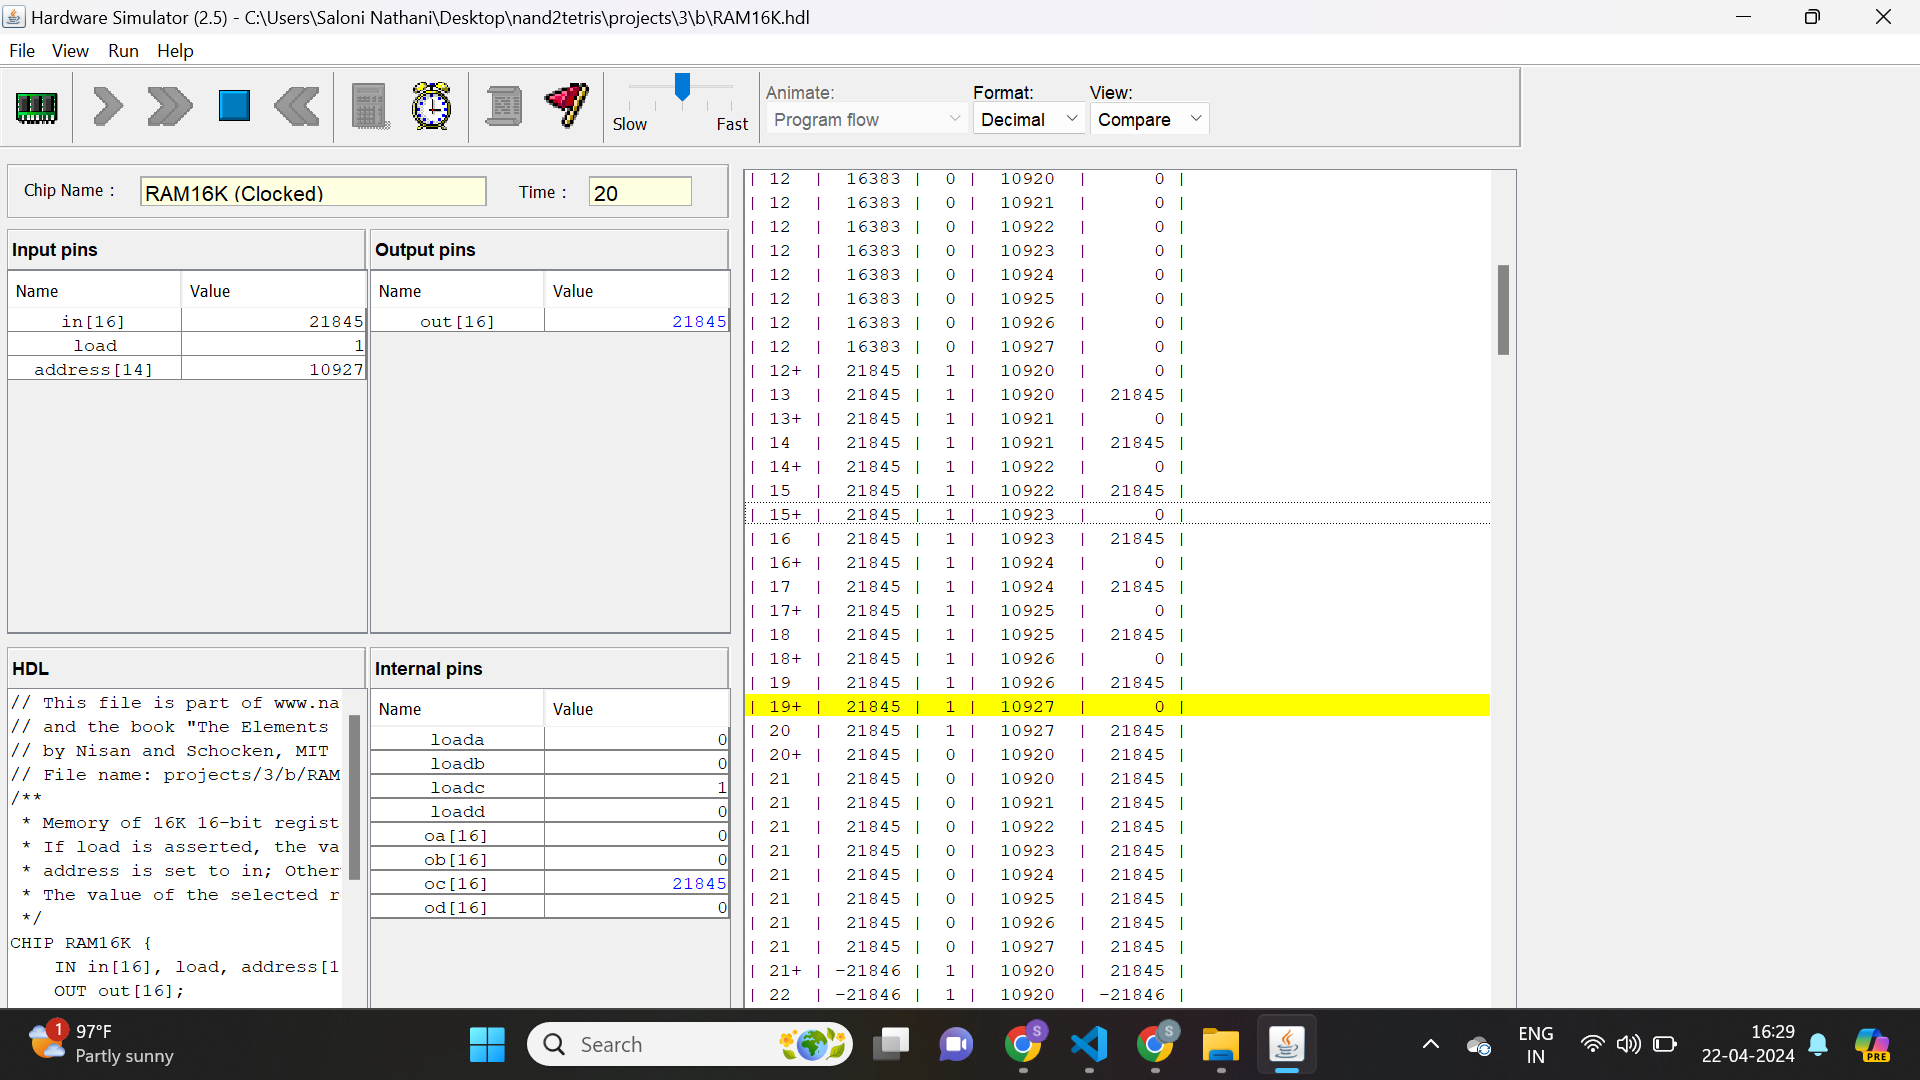 Hardware Simulator (2.5) - C:\Users\Saloni Nathani\Desktop\nand2tetris\projects\3\b\RAM16K.hdl
File View Run Help
Slow Fast
Animate:
Program flow
Format:
Decimal
View:
Compare
Chip Name :
RAM16K (Clocked)
Time :
20
Input pins
Name Value
in[16] 21845
load 1
address[14] 10927
Output pins
Name Value
out[16] 21845
HDL
// This file is part of www.na
// and the book "The Elements
// by Nisan and Schocken, MIT
// File name: projects/3/b/RAM
/**
* Memory of 16K 16-bit regist
* If load is asserted, the va
* address is set to in; Other
* The value of the selected r
*/
CHIP RAM16K {
IN in[16], load, address[1
OUT out[16];
Internal pins
Name Value
loada 0
loadb 0
loadc 1
loadd 0
oa[16] 0
ob[16] 0
oc[16] 21845
od[16] 0
| 12 | 16383 | 0 | 10920 | 0 |
| 12 | 16383 | 0 | 10921 | 0 |
| 12 | 16383 | 0 | 10922 | 0 |
| 12 | 16383 | 0 | 10923 | 0 |
| 12 | 16383 | 0 | 10924 | 0 |
| 12 | 16383 | 0 | 10925 | 0 |
| 12 | 16383 | 0 | 10926 | 0 |
| 12 | 16383 | 0 | 10927 | 0 |
| 12+ | 21845 | 1 | 10920 | 0 |
| 13 | 21845 | 1 | 10920 | 21845 |
| 13+ | 21845 | 1 | 10921 | 0 |
| 14 | 21845 | 1 | 10921 | 21845 |
| 14+ | 21845 | 1 | 10922 | 0 |
| 15 | 21845 | 1 | 10922 | 21845 |
| 15+ | 21845 | 1 | 10923 | 0 |
| 16 | 21845 | 1 | 10923 | 21845 |
| 16+ | 21845 | 1 | 10924 | 0 |
| 17 | 21845 | 1 | 10924 | 21845 |
| 17+ | 21845 | 1 | 10925 | 0 |
| 18 | 21845 | 1 | 10925 | 21845 |
| 18+ | 21845 | 1 | 10926 | 0 |
| 19 | 21845 | 1 | 10926 | 21845 |
| 19+ | 21845 | 1 | 10927 | 0 |
| 20 | 21845 | 1 | 10927 | 21845 |
| 20+ | 21845 | 0 | 10920 | 21845 |
| 21 | 21845 | 0 | 10920 | 21845 |
| 21 | 21845 | 0 | 10921 | 21845 |
| 21 | 21845 | 0 | 10922 | 21845 |
| 21 | 21845 | 0 | 10923 | 21845 |
| 21 | 21845 | 0 | 10924 | 21845 |
| 21 | 21845 | 0 | 10925 | 21845 |
| 21 | 21845 | 0 | 10926 | 21845 |
| 21 | 21845 | 0 | 10927 | 21845 |
| 21+ | -21846 | 1 | 10920 | 21845 |
| 22 | -21846 | 1 | 10920 | -21846 |
1
97°F
Partly sunny
Search
S
S
ENG
IN
16:29
22-04-2024
PRE